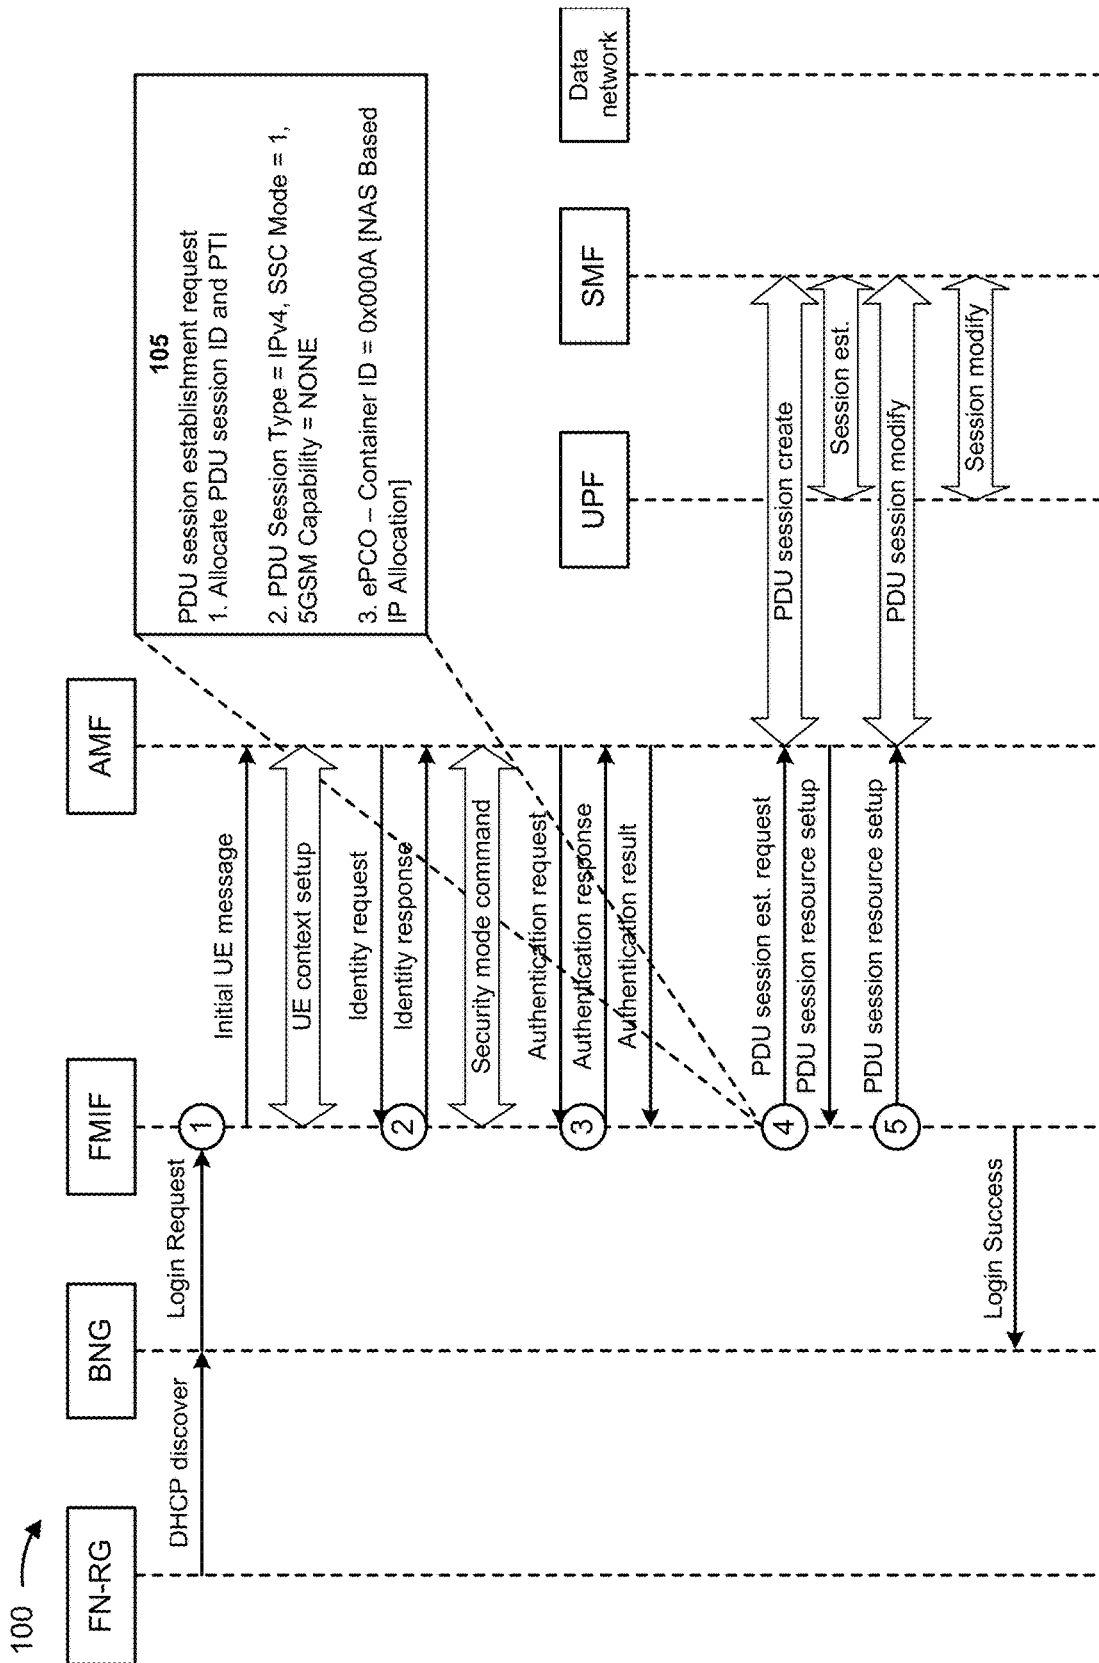 100
FN-RG
BNG
FMIF
AMF
UPF
SMF
Data
network
105
PDU session establishment request
1. Allocate PDU session ID and PTI
2. PDU Session Type = IPv4, SSC Mode = 1,
5GSM Capability = NONE
3. ePCO – Container ID = 0x000A [NAS Based
IP Allocation]
DHCP discover
Login Request
1
Initial UE message
UE context setup
Identity request
2
Identity response
Security mode command
Authentication request
3
Authentication response
Authentication result
4
PDU session est. request
PDU session create
PDU session resource setup
Session est.
5
PDU session resource setup
PDU session modify
Session modify
Login Success